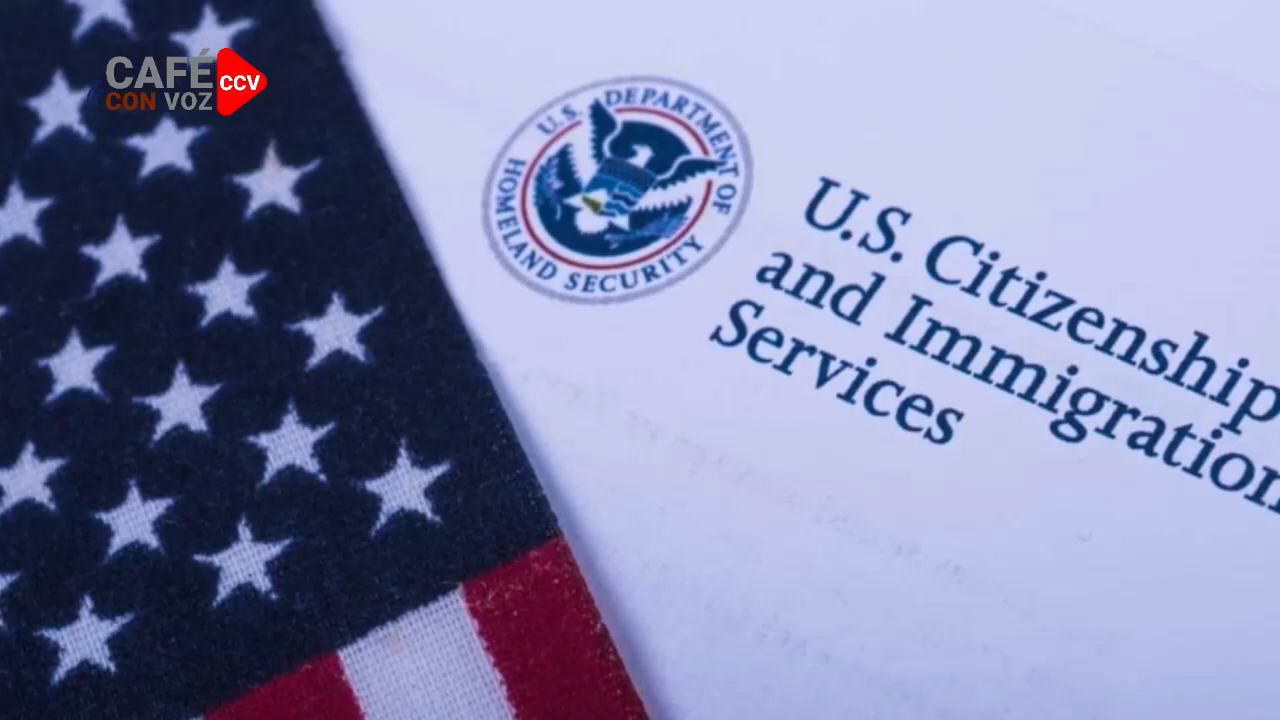 CAFÉ
CON VOZ
CCV
U.S. DEPARTMENT OF
HOMELAND SECURITY
U.S. Citizenship
and Immigration
Services